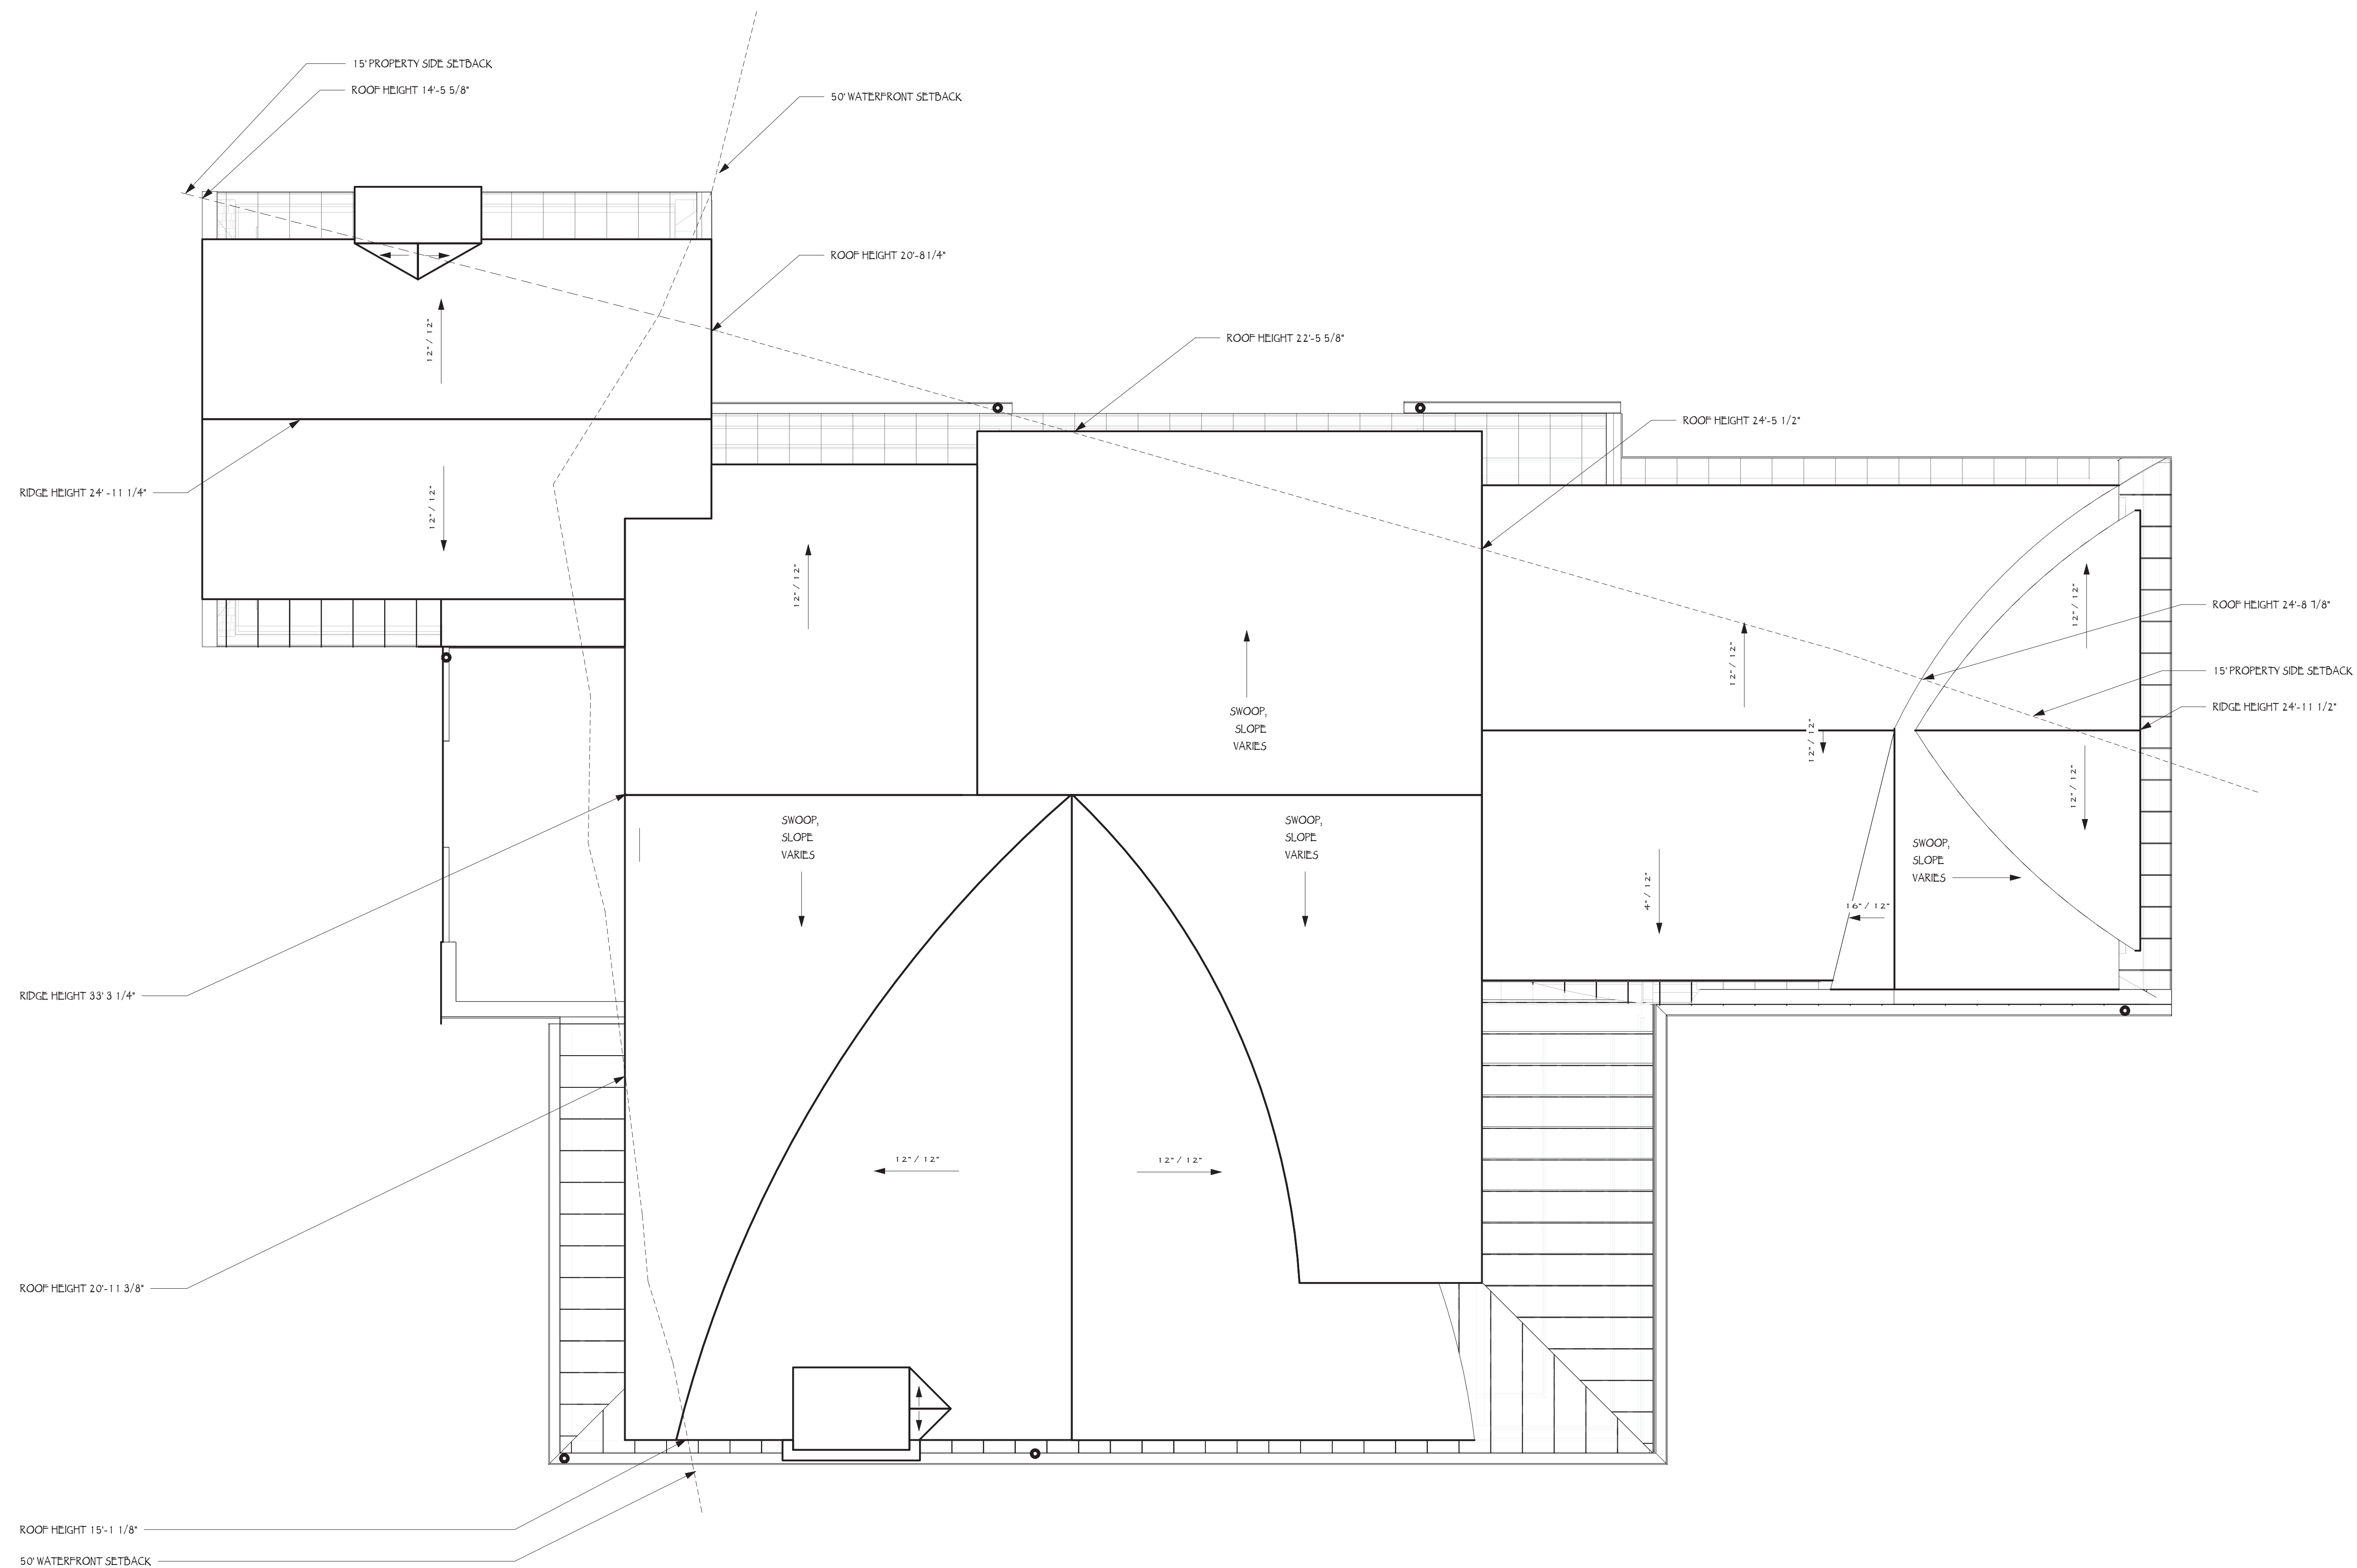 15' PROPERTY SIDE SETBACK
ROOF HEIGHT 14'-5 5/8"
50' WATERFRONT SETBACK
ROOF HEIGHT 20'-8 1/4"
12" / 12"
ROOF HEIGHT 22'-5 5/8"
ROOF HEIGHT 24'-5 1/2"
RIDGE HEIGHT 24' -11 1/4"
12" / 12"
12" / 12"
12" / 12"
ROOF HEIGHT 24'-8 7/8"
12" / 12"
15' PROPERTY SIDE SETBACK
RIDGE HEIGHT 24'-11 1/2"
SWOOP,
SLOPE
VARIES
12" / 12"
12" / 12"
SWOOP,
SLOPE
VARIES
SWOOP,
SLOPE
VARIES
SWOOP,
SLOPE
VARIES
4" / 12"
16" / 12"
RIDGE HEIGHT 33' 3 1/4"
12" / 12"
12" / 12"
ROOF HEIGHT 20'-11 3/8"
ROOF HEIGHT 15'-1 1/8"
50' WATERFRONT SETBACK